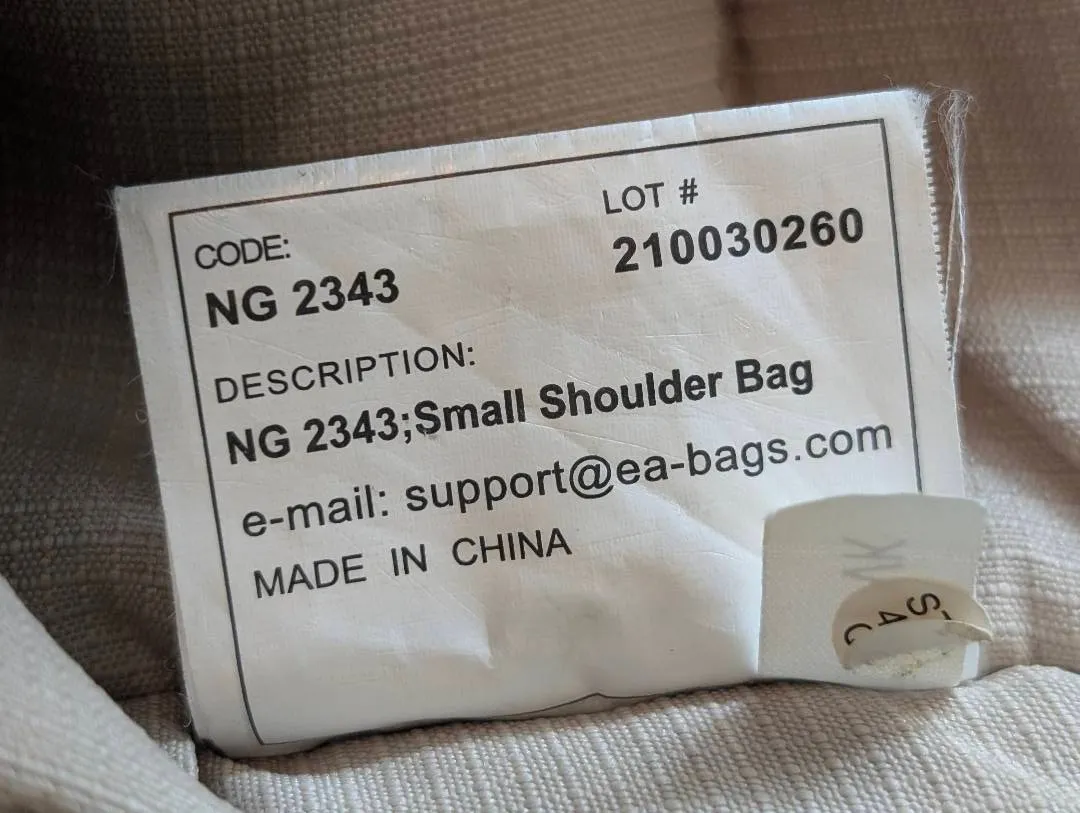 CODE:
LOT #
NG 2343
210030260
DESCRIPTION:
NG 2343;Small Shoulder Bag
e-mail: support@ea-bags.com
MADE IN CHINA